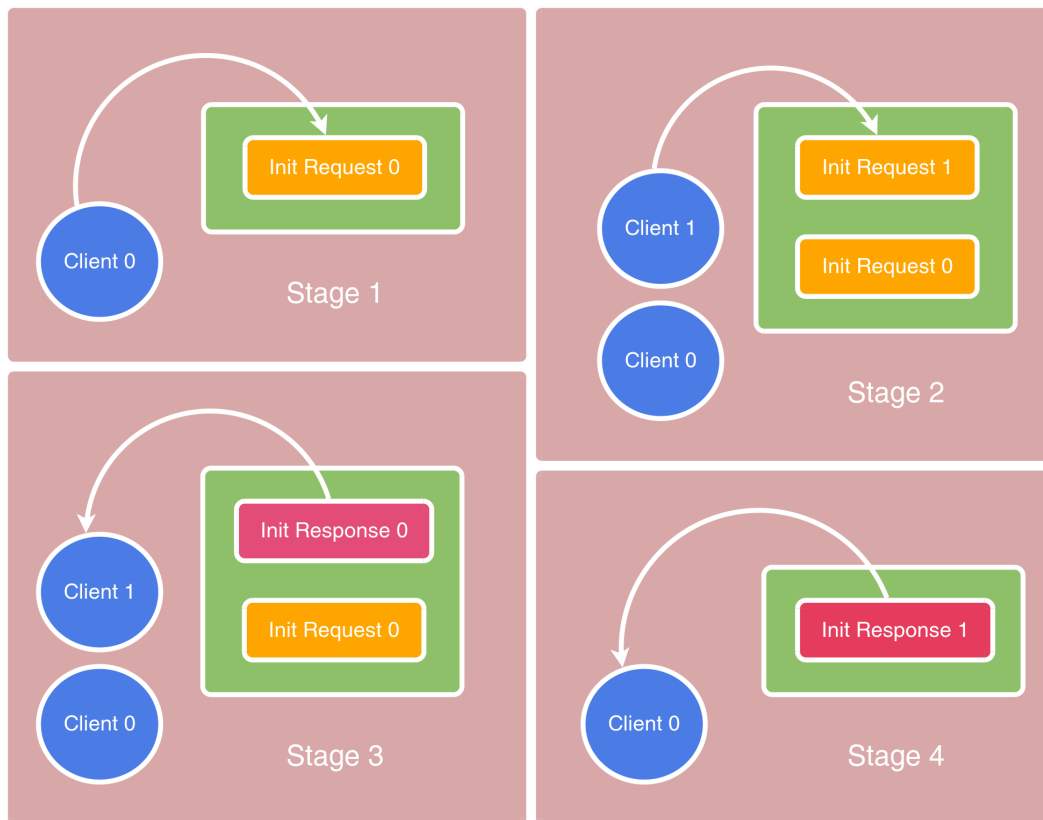 Init Request 0
Client 0
Stage 1
Init Request 1
Client 1
Init Request 0
Client 0
Stage 2
Init Response 0
Client 1
Init Request 0
Client 0
Stage 3
Init Response 1
Client 0
Stage 4